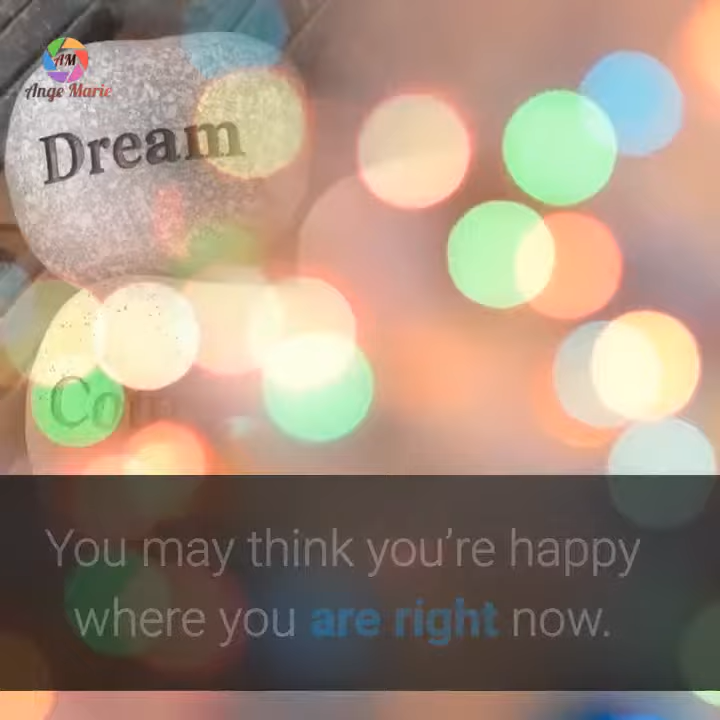 AM
Ange Marie
Dream
You may think you’re happy
where you are right now.